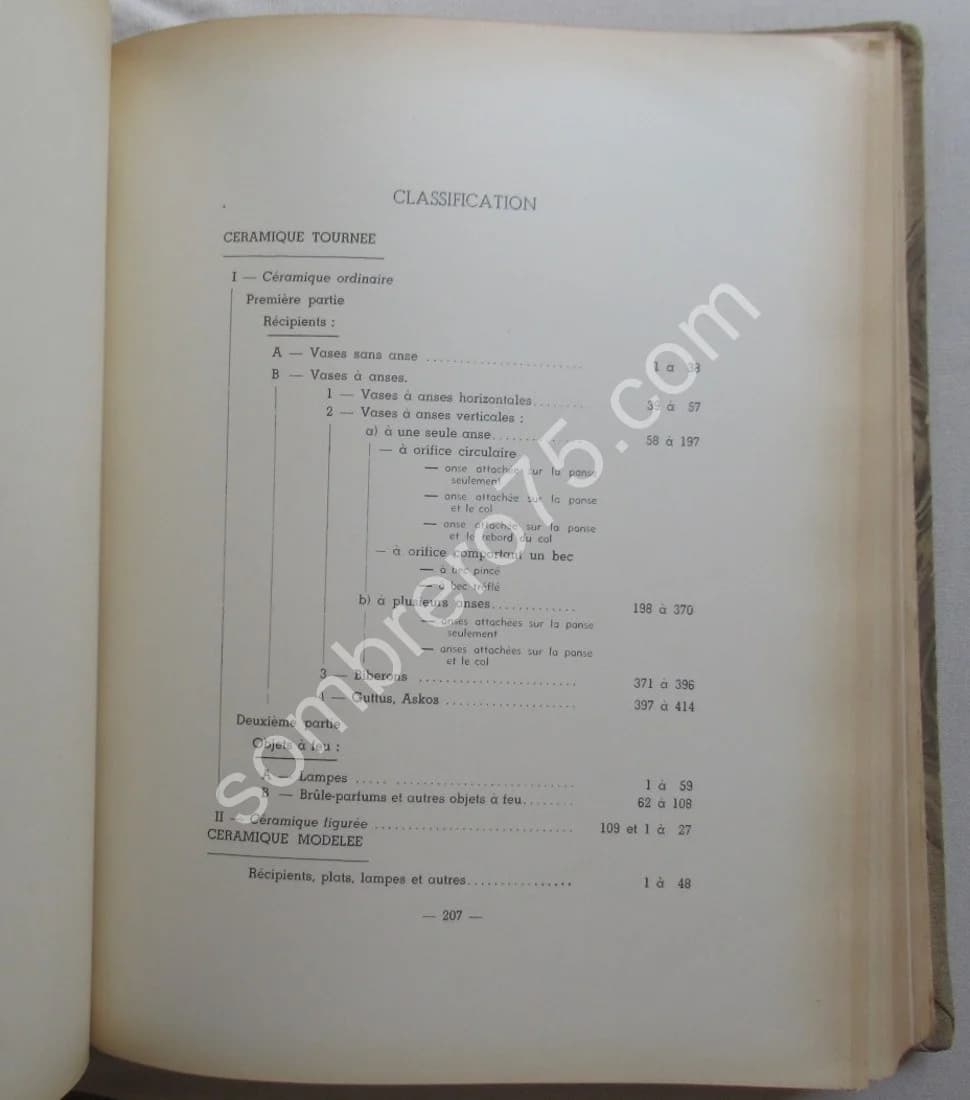 CLASSIFICATION
CERAMIQUE TOURNEE
I — Céramique ordinaire
Première partie
Récipients :
A — Vases sans anse .......................... 1 à 38
B — Vases à anses.
1 — Vases à anses horizontales........ 39 à 57
2 — Vases à anses verticales :
a) à une seule anse............. 58 à 197
— à orifice circulaire
— anse attachée sur la panse
seulement
— anse attachée sur la panse
et le col
— anse attachée sur la panse
et le rebord du col
— à orifice comportant un bec
— à bec pincé
— à bec tréflé
b) à plusieurs anses............. 198 à 370
— anses attachées sur la panse
seulement
— anses attachées sur la panse
et le col
3 — Biberons ........................ 371 à 396
4 — Guttus, Askos .................... 397 à 414
Deuxième partie
Objets à feu :
A — Lampes ..... ........................... 1 à 59
B — Brûle-parfums et autres objets à feu........ 62 à 108
II — Céramique figurée .............................. 109 et 1 à 27
CERAMIQUE MODELEE
Récipients, plats, lampes et autres................ 1 à 48
— 207 —
sombrero75.com